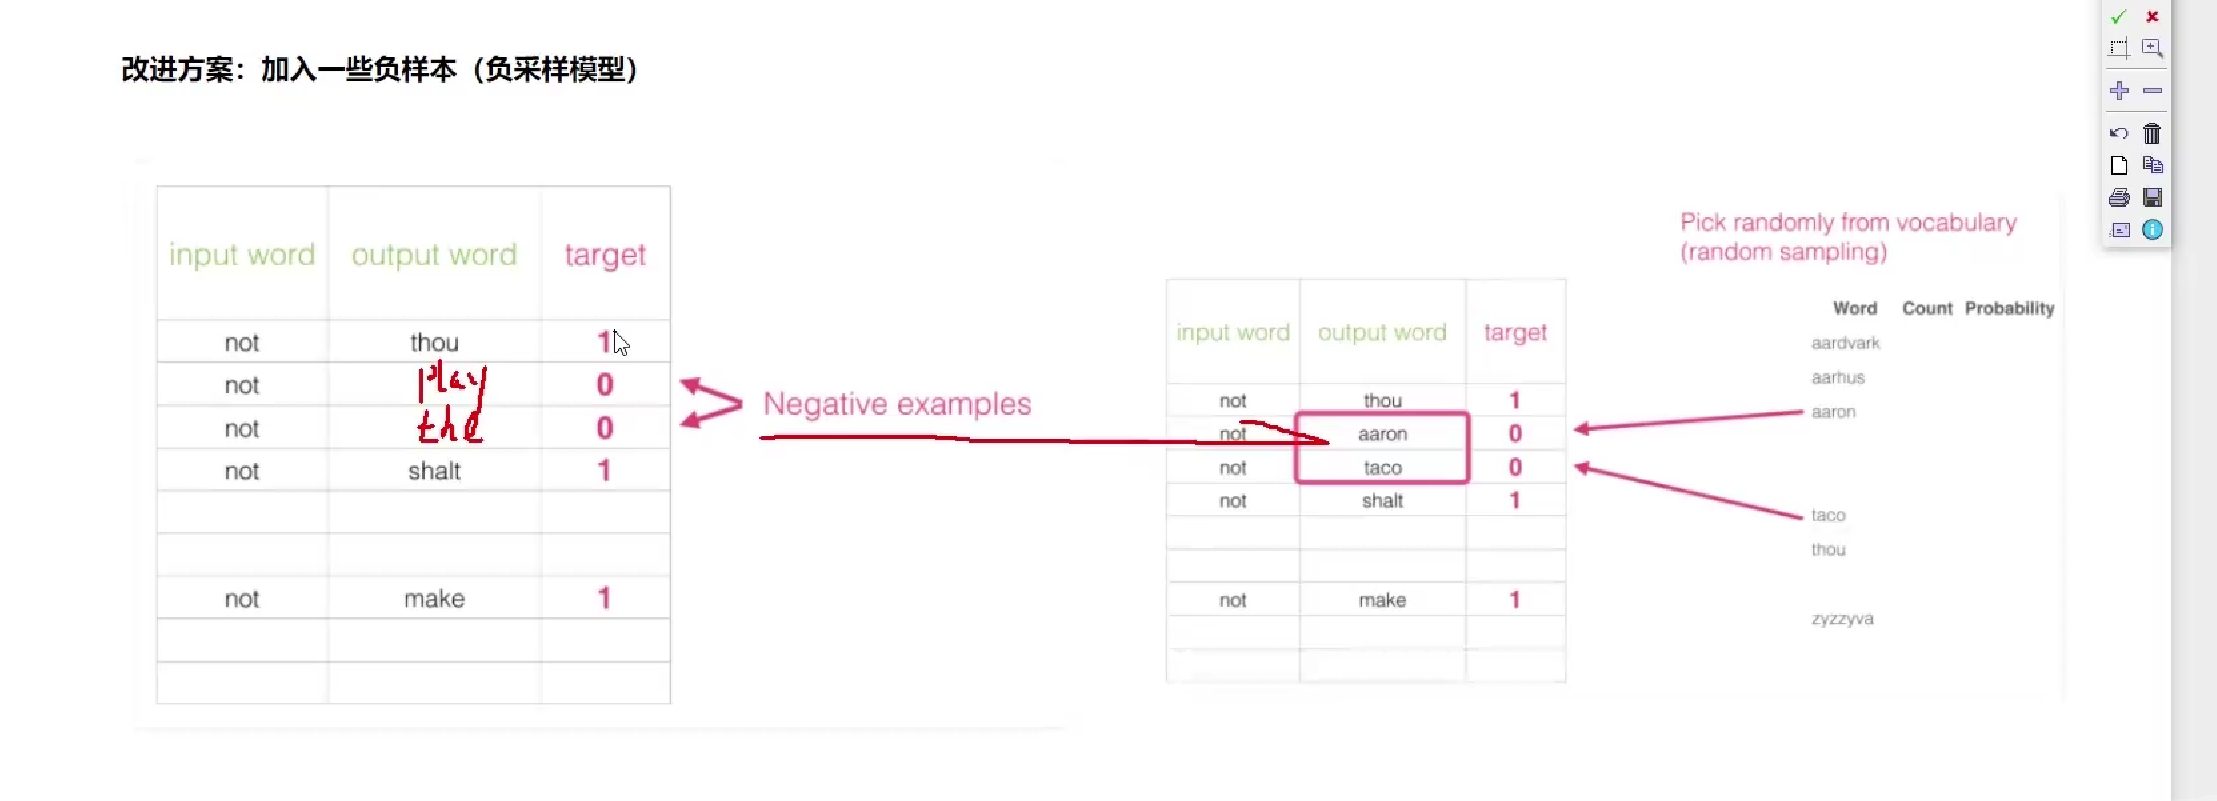 改进方案：加入一些负样本（负采样模型）
input word output word target
not thou 1
not play 0
not the 0
not shalt 1
not make 1
Negative examples
input word output word target
not thou 1
not aaron 0
not taco 0
not shalt 1
not make 1
Pick randomly from vocabulary
(random sampling)
Word Count Probability
aardvark
aarhus
aaron
taco
thou
zyzzyva